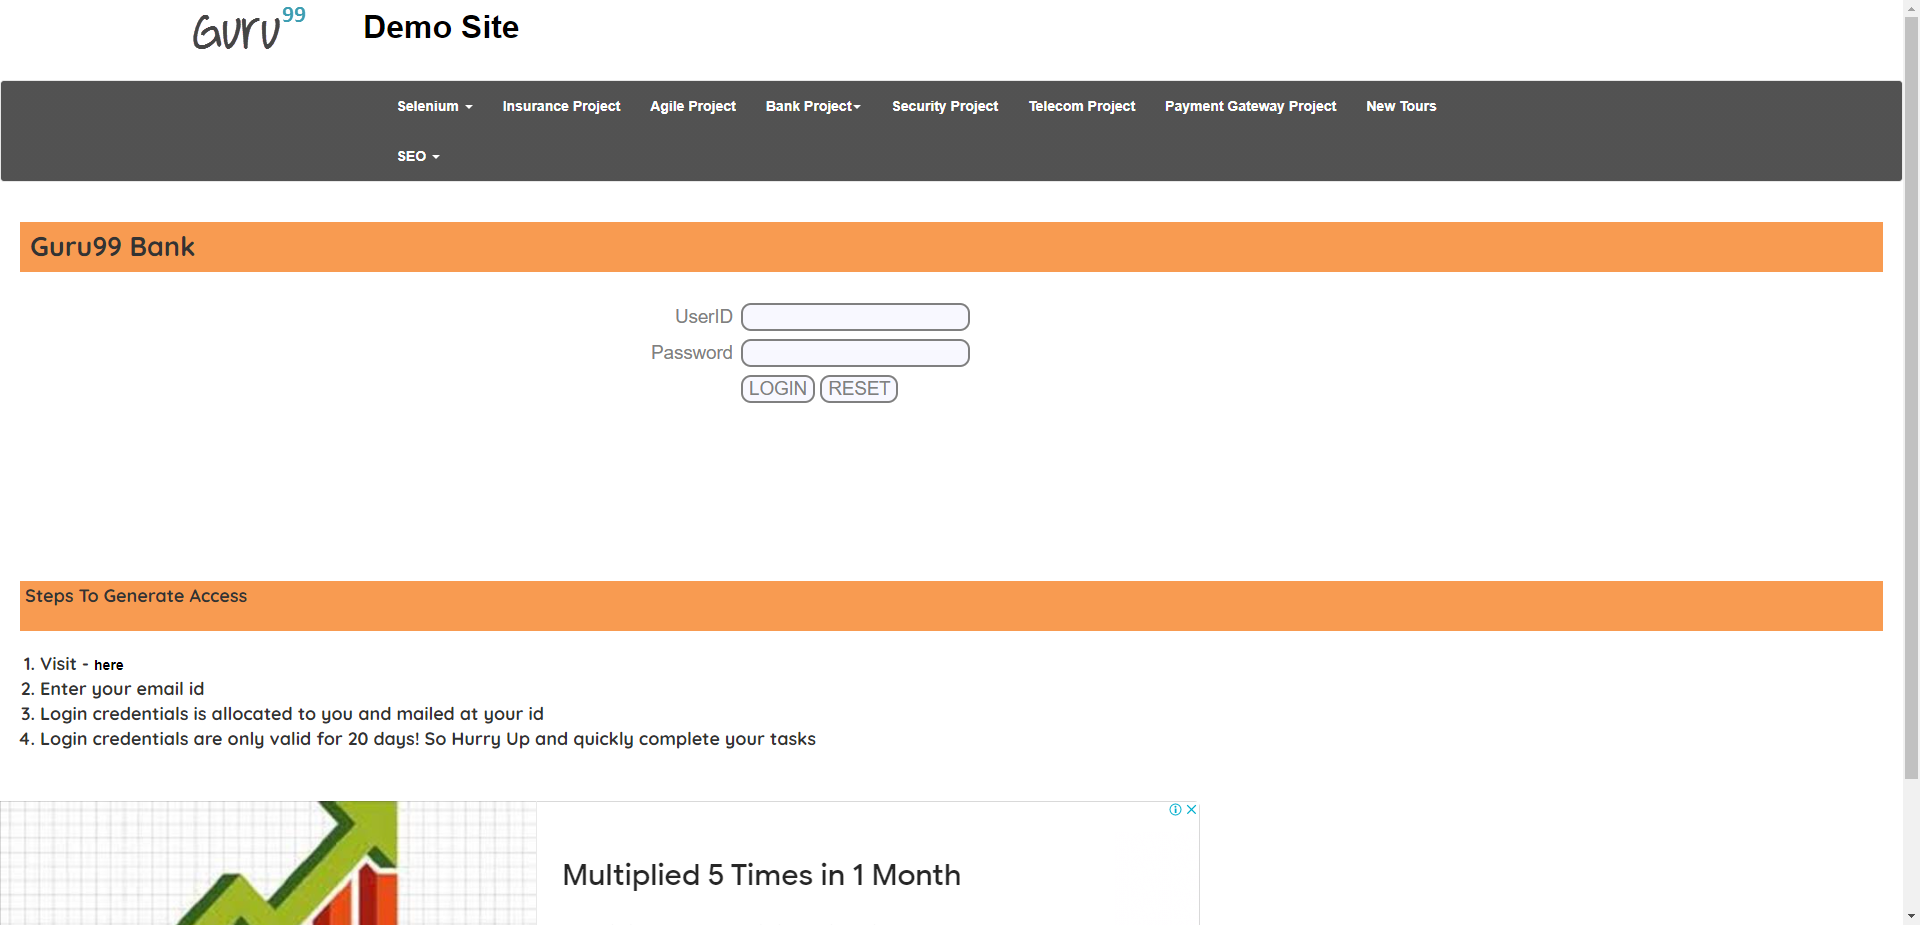 Guru99
Demo Site
Selenium Insurance Project Agile Project Bank Project Security Project Telecom Project Payment Gateway Project New Tours
SEO
Guru99 Bank
UserID
Password
LOGIN RESET
Steps To Generate Access
1. Visit - here
2. Enter your email id
3. Login credentials is allocated to you and mailed at your id
4. Login credentials are only valid for 20 days! So Hurry Up and quickly complete your tasks
Multiplied 5 Times in 1 Month